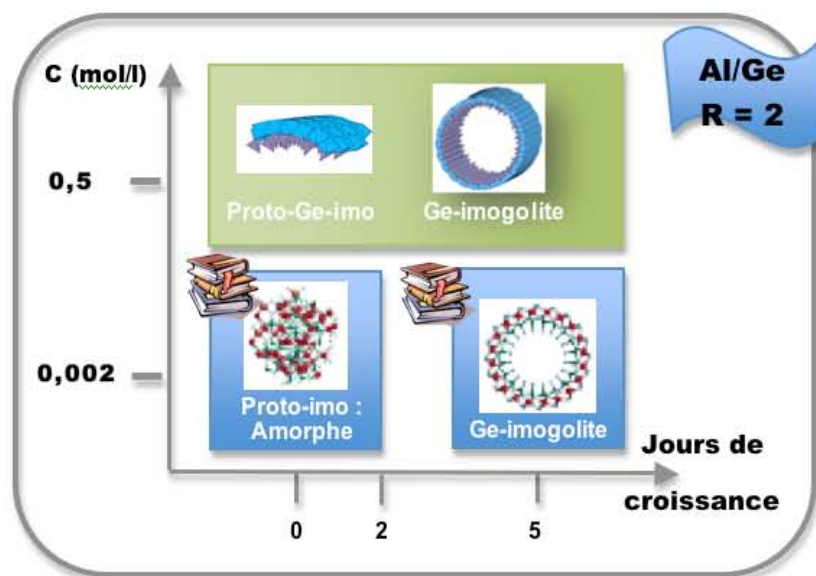 C (mol/l)
Al/Ge
R = 2
0,5
Proto-Ge-imo
Ge-imogolite
0,002
Proto-imo :
Amorphe
Ge-imogolite
Jours de
croissance
0
2
5